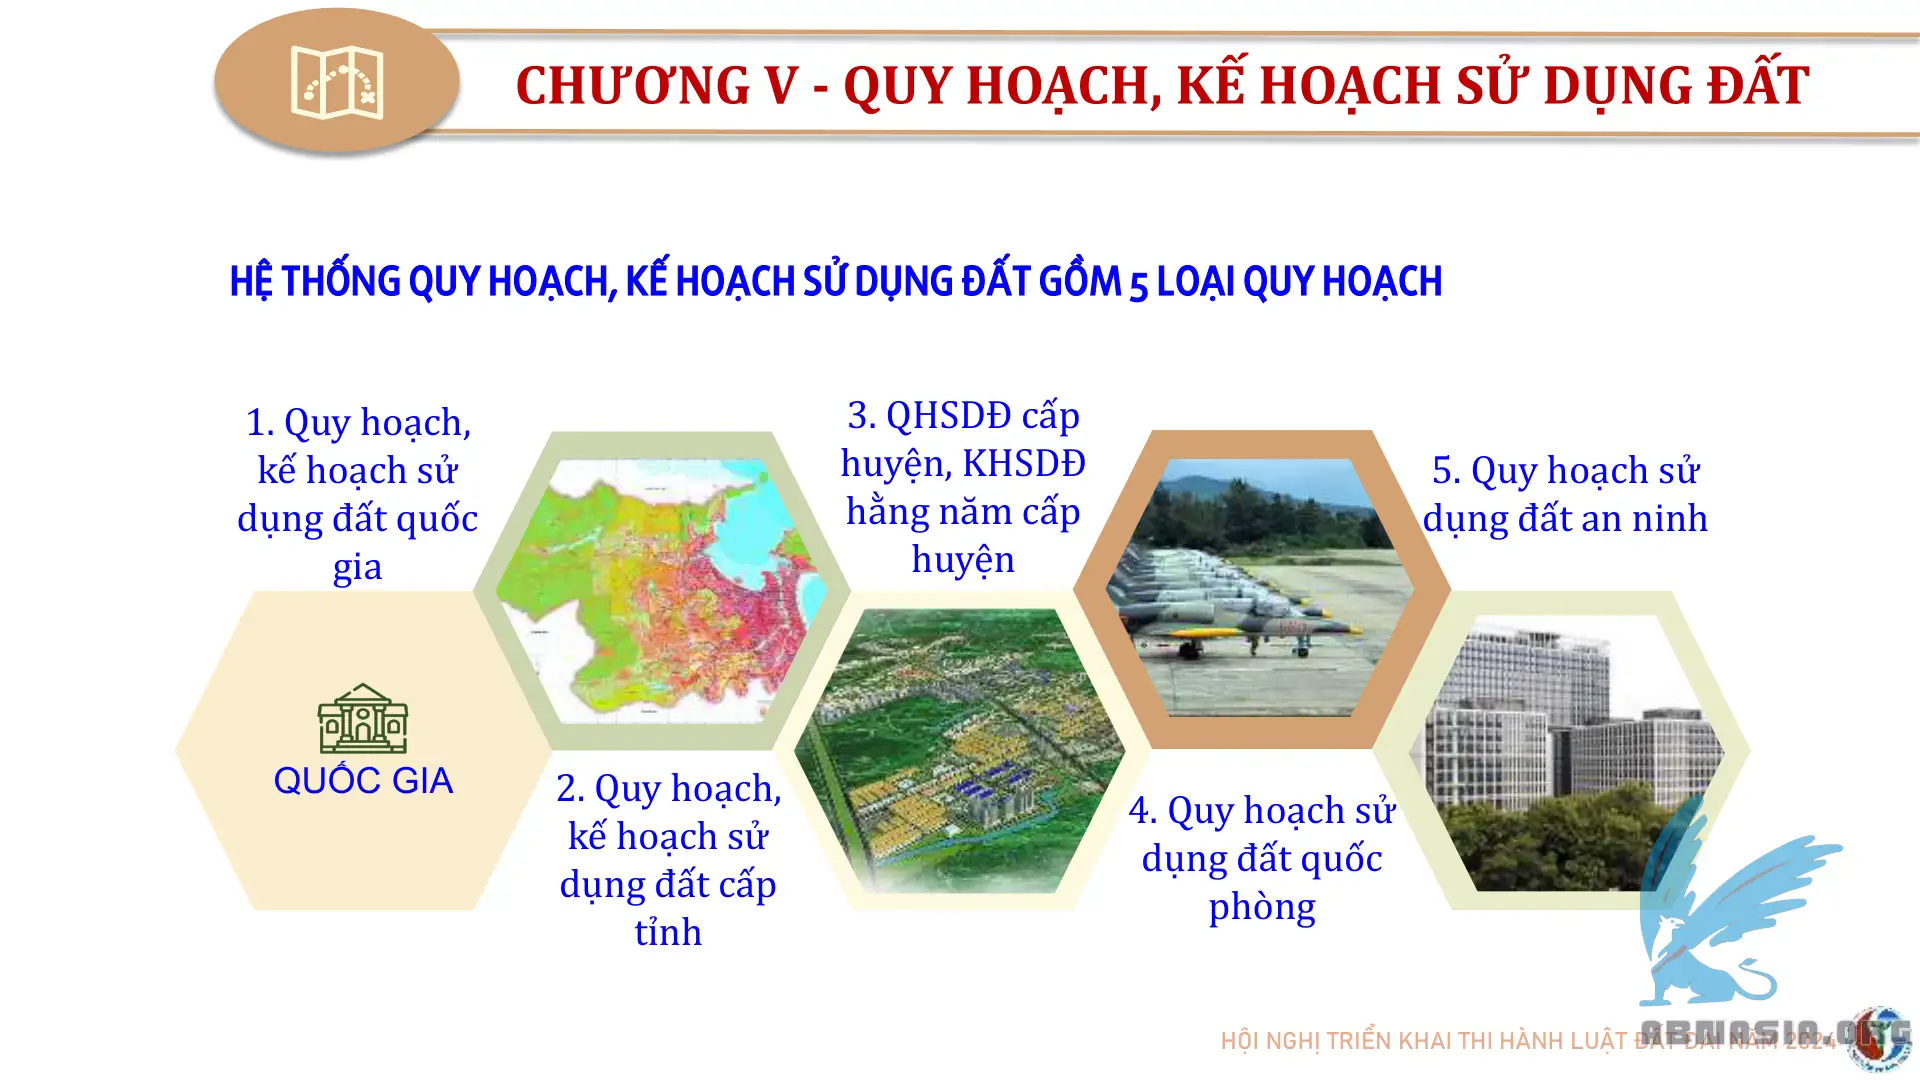 CHƯƠNG V - QUY HOẠCH, KẾ HOẠCH SỬ DỤNG ĐẤT
HỆ THỐNG QUY HOẠCH, KẾ HOẠCH SỬ DỤNG ĐẤT GỒM 5 LOẠI QUY HOẠCH
1. Quy hoạch,
kế hoạch sử
dụng đất quốc
gia
QUỐC GIA
2. Quy hoạch,
kế hoạch sử
dụng đất cấp
tỉnh
3. QHSDĐ cấp
huyện, KHSDĐ
hằng năm cấp
huyện
4. Quy hoạch sử
dụng đất quốc
phòng
5. Quy hoạch sử
dụng đất an ninh
HỘI NGHỊ TRIỂN KHAI THI HÀNH LUẬT ĐẤT ĐAI NĂM 2024
ABMASIA.ORG